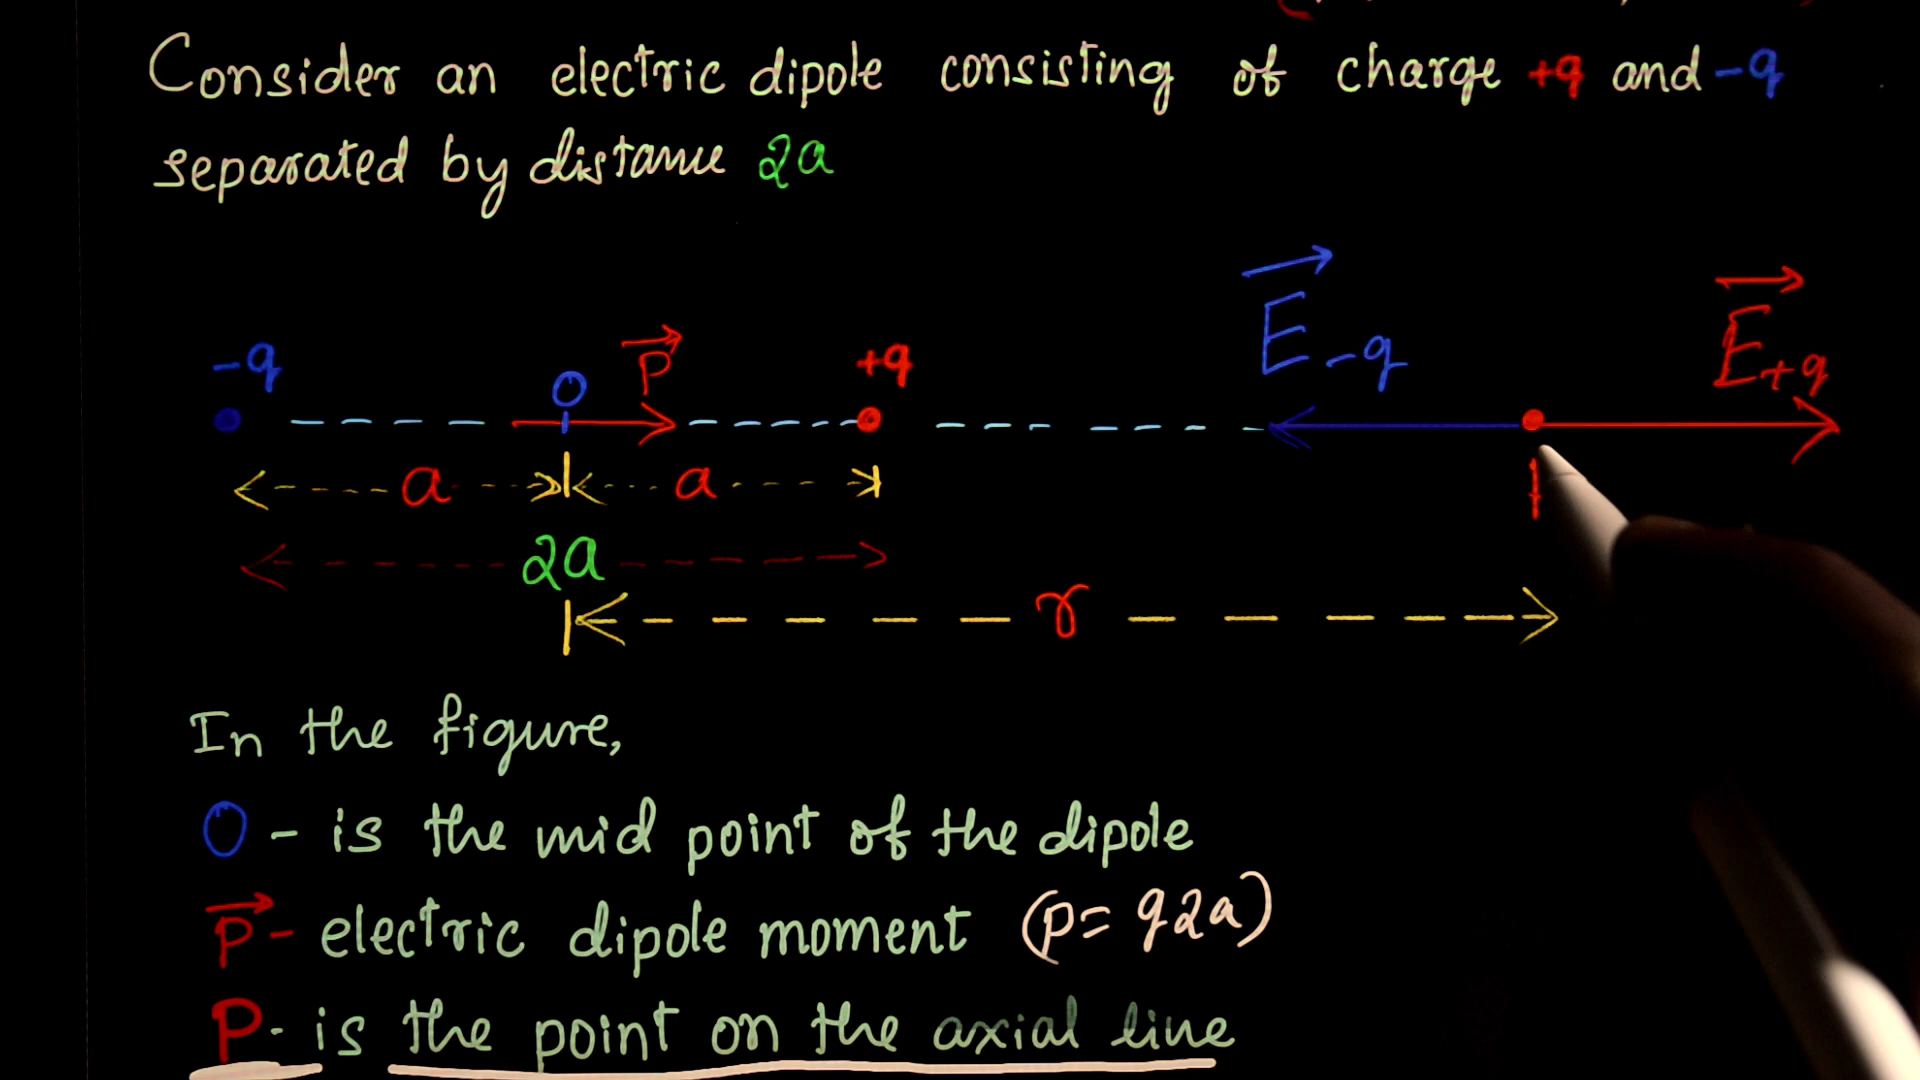 Consider an electric dipole consisting of charge +q and -q
separated by distance 2a
E-q
E+q
-q
O
P
+q
a
a
2a
r
In the figure,
O - is the mid point of the dipole
P - electric dipole moment (p= q2a)
P - is the point on the axial line